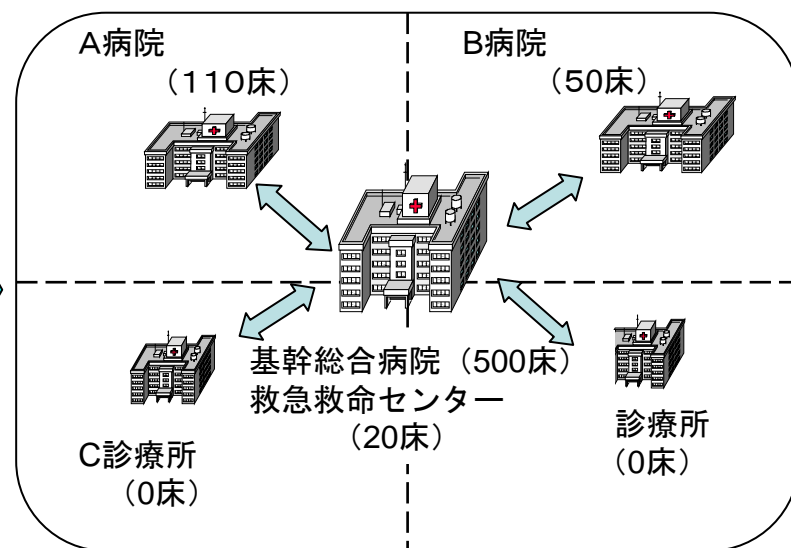 A病院
（110床）
B病院
（50床）
基幹総合病院（500床）
救急救命センター
（20床）
C診療所
（0床）
診療所
（0床）